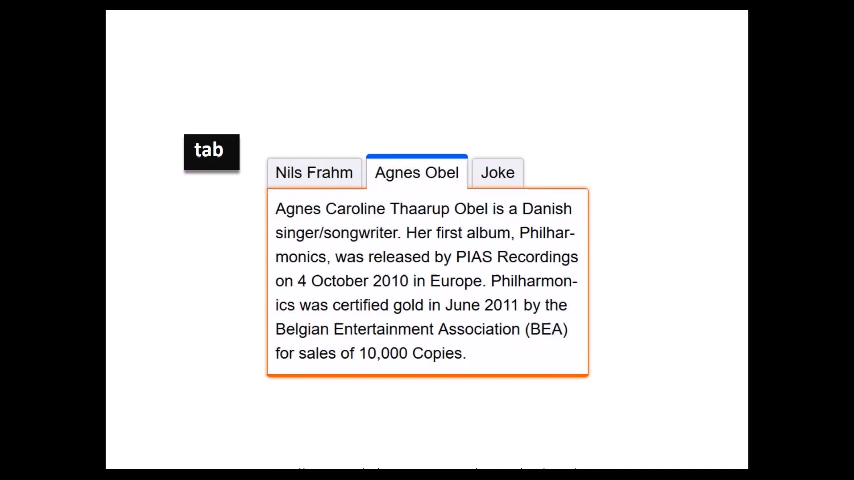 tab
Nils Frahm Agnes Obel Joke
Agnes Caroline Thaarup Obel is a Danish
singer/songwriter. Her first album, Philhar-
monics, was released by PIAS Recordings
on 4 October 2010 in Europe. Philharmon-
ics was certified gold in June 2011 by the
Belgian Entertainment Association (BEA)
for sales of 10,000 Copies.